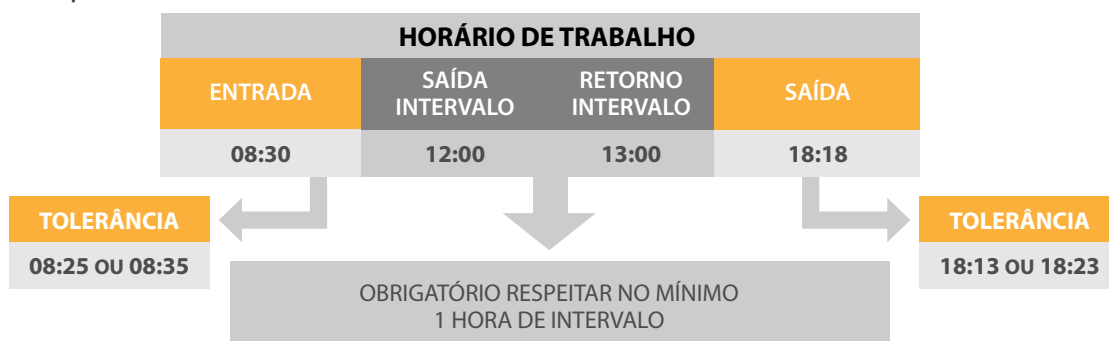 HORÁRIO DE TRABALHO
ENTRADA
SAÍDA
INTERVALO
RETORNO
INTERVALO
SAÍDA
08:30
12:00
13:00
18:18
TOLERÂNCIA
08:25 OU 08:35
TOLERÂNCIA
18:13 OU 18:23
OBRIGATÓRIO RESPEITAR NO MÍNIMO
1 HORA DE INTERVALO